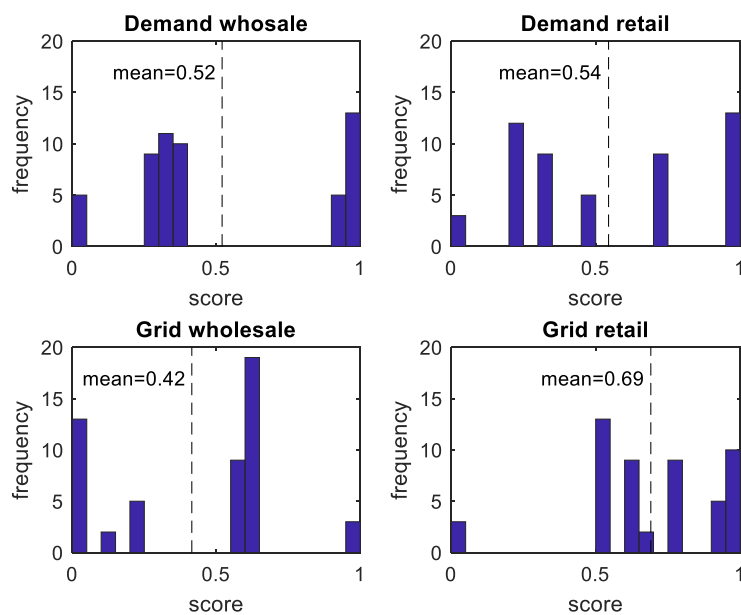 Demand whosale
20
15
10
5
0
frequency
mean=0.52
0 0.5 1
score
Demand retail
20
15
10
5
0
frequency
mean=0.54
0 0.5 1
score
Grid wholesale
20
15
10
5
0
frequency
mean=0.42
0 0.5 1
score
Grid retail
20
15
10
5
0
frequency
mean=0.69
0 0.5 1
score